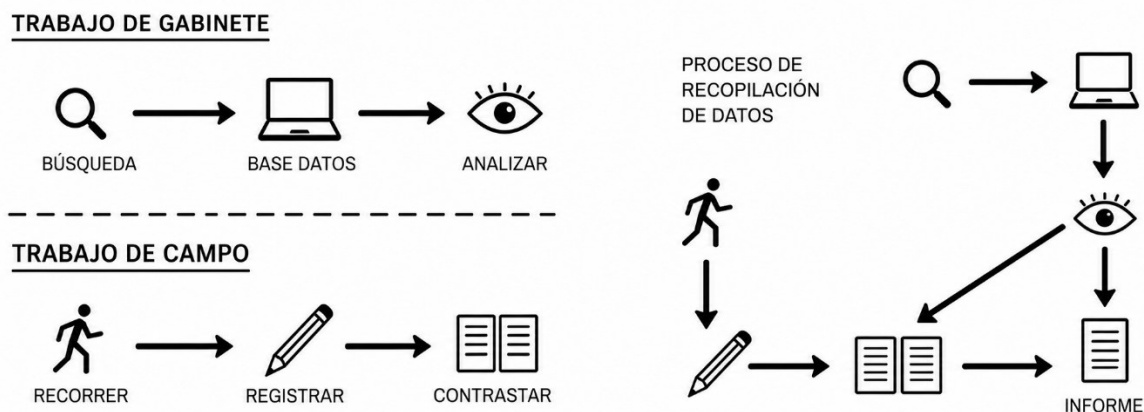 TRABAJO DE GABINETE
BÚSQUEDA
BASE DATOS
ANALIZAR
TRABAJO DE CAMPO
RECORRER
REGISTRAR
CONTRASTAR
PROCESO DE
RECOPILACIÓN
DE DATOS
INFORME